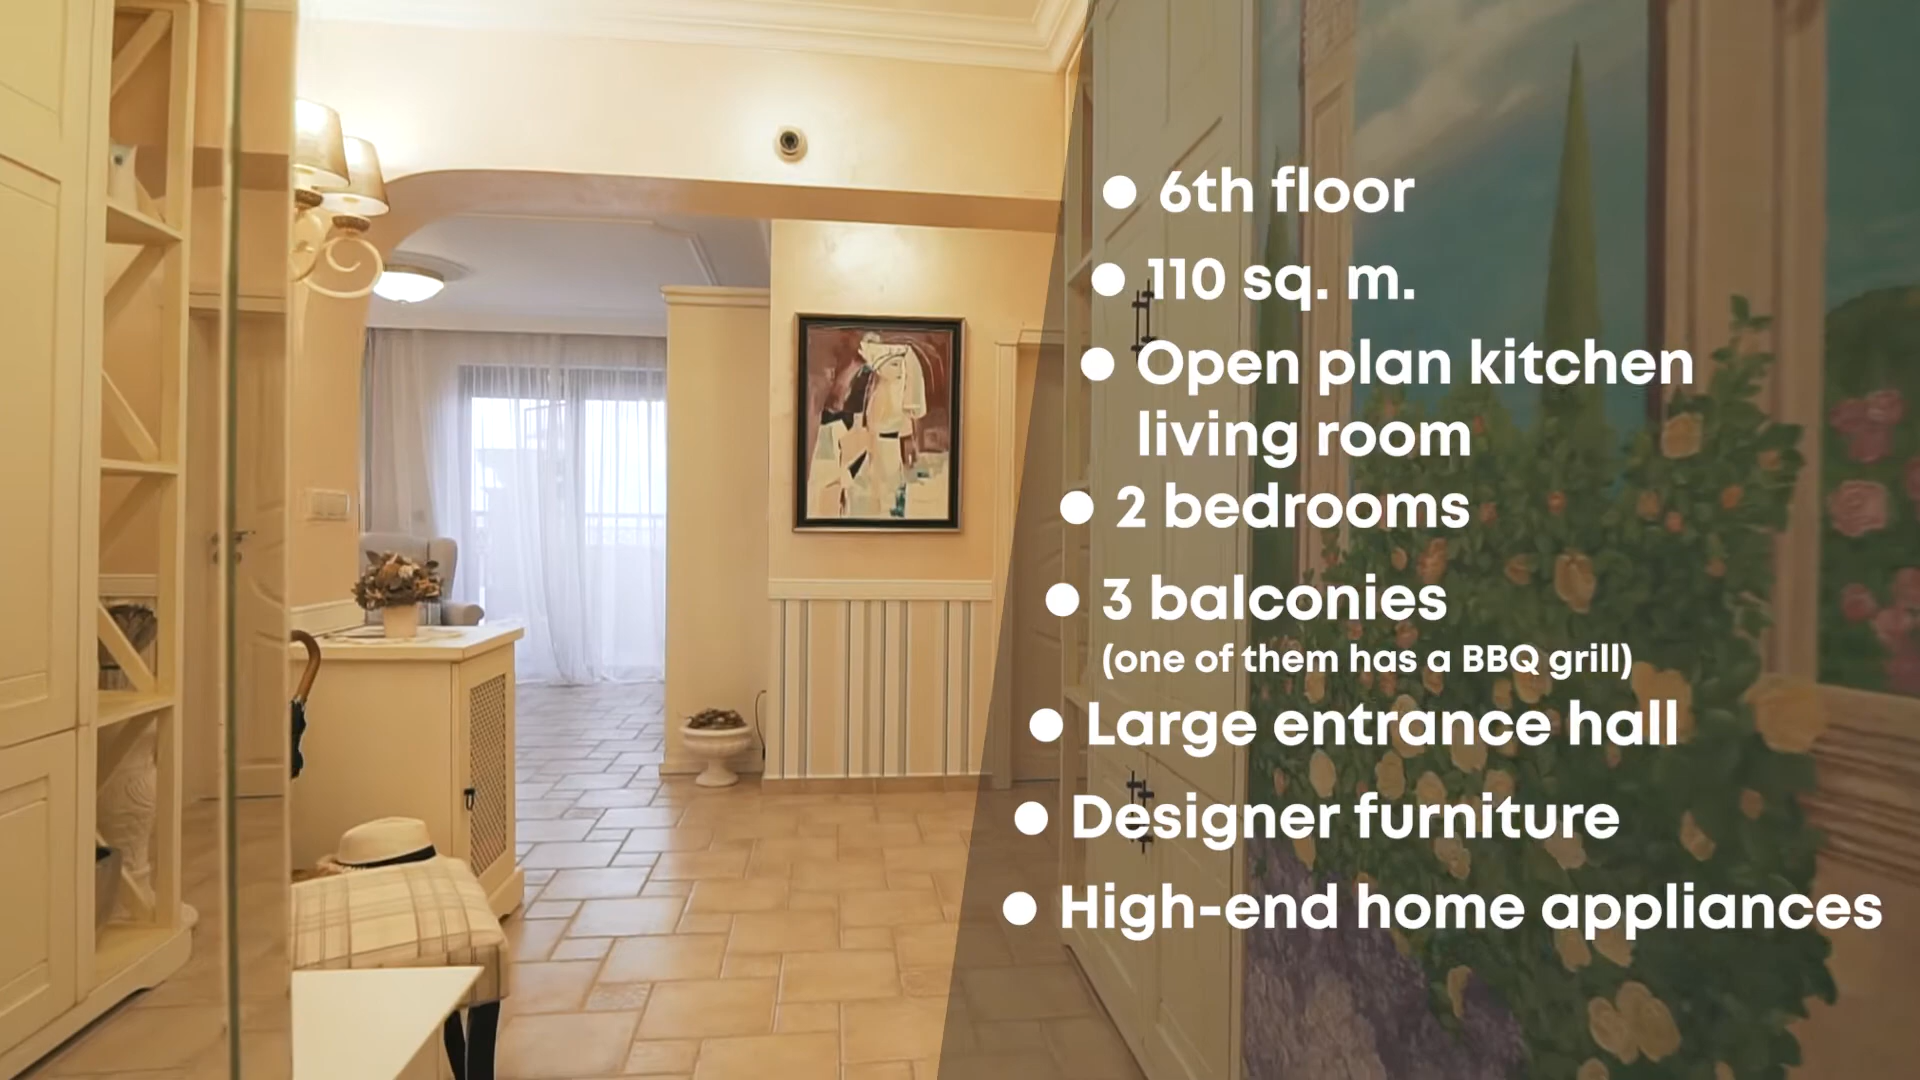 ● 6th floor
● 110 sq. m.
● Open plan kitchen
living room
● 2 bedrooms
● 3 balconies
(one of them has a BBQ grill)
● Large entrance hall
● Designer furniture
● High-end home appliances